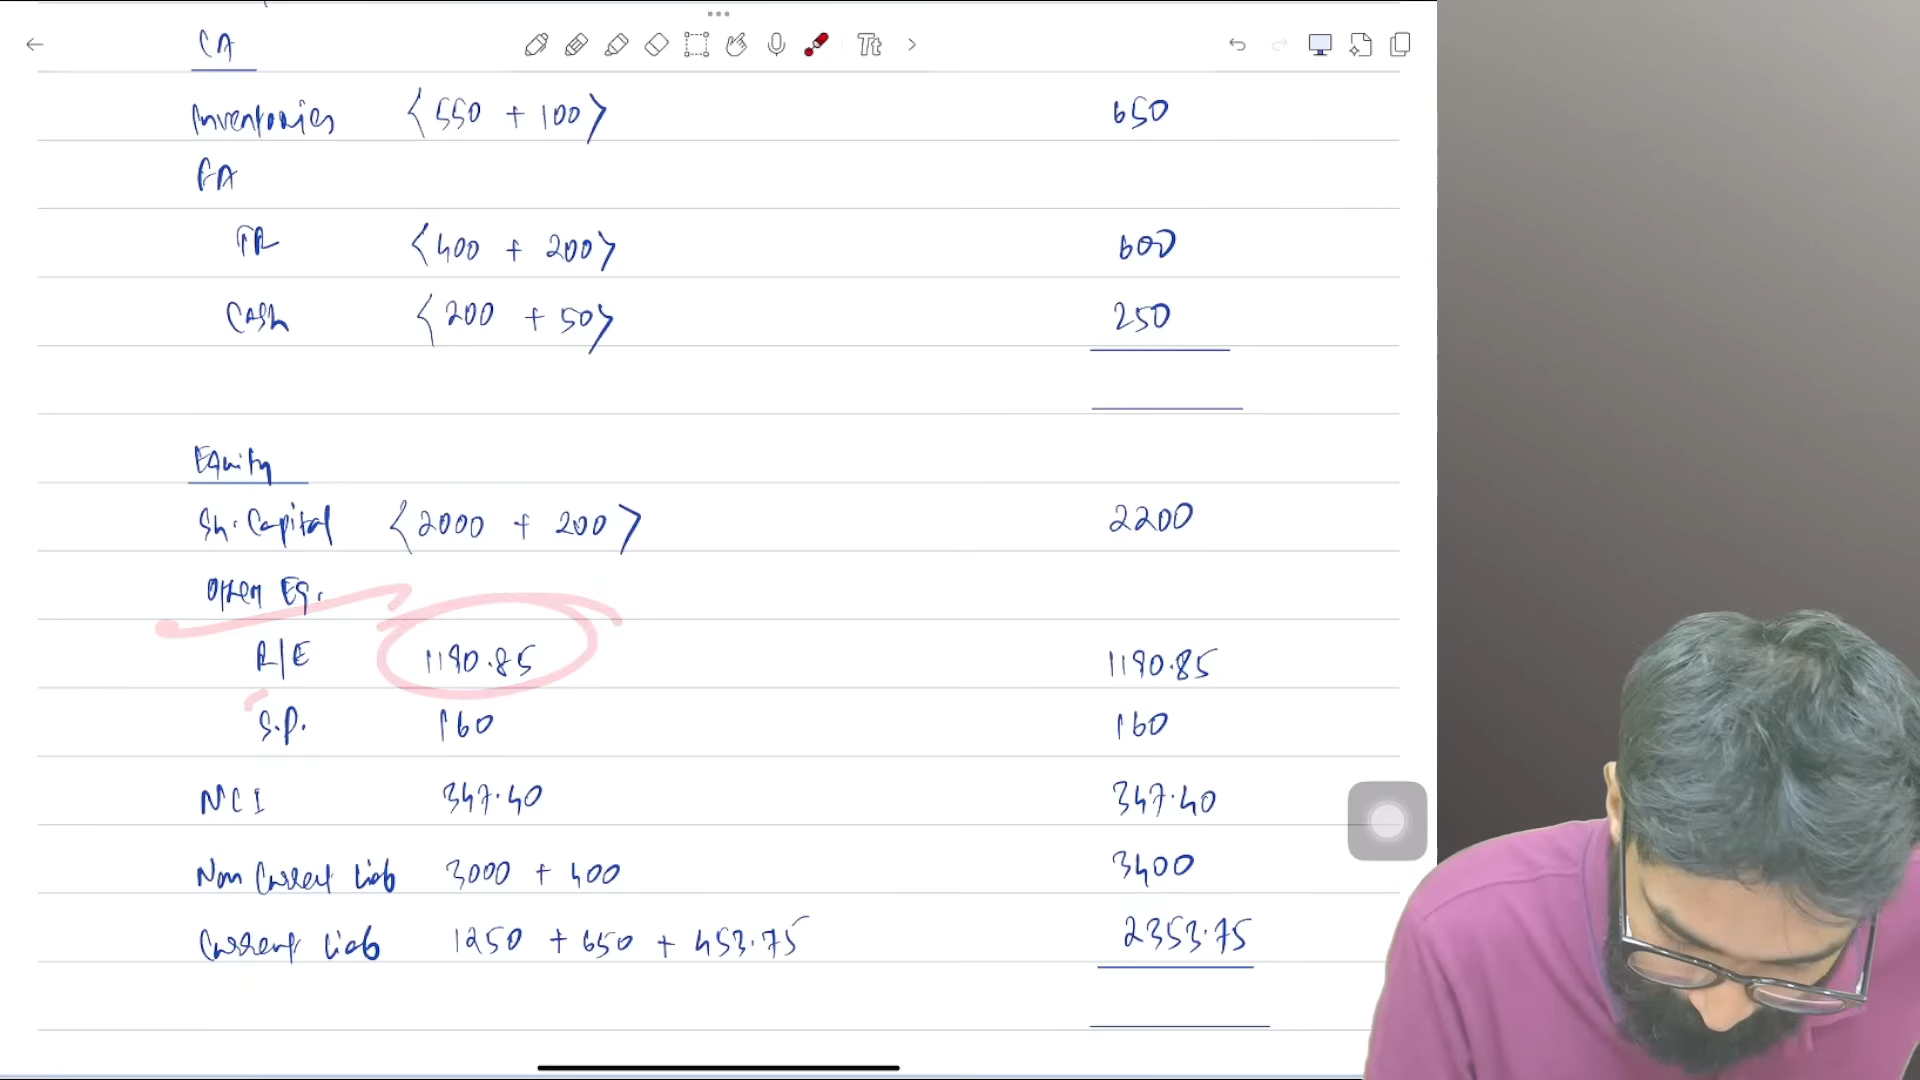 CA
Tt
Inventories <550 + 100> 650
FA
TR <400 + 200> 600
Cash <200 + 50> 250
Equity
Sh. Capital <2000 + 200> 2200
Other Eq.
R/E 1190.85 1190.85
S.P. 160 160
NCI 347.40 347.40
Non Current Liab 3000 + 400 3400
Current Liab 1250 + 650 + 453.75 2353.75